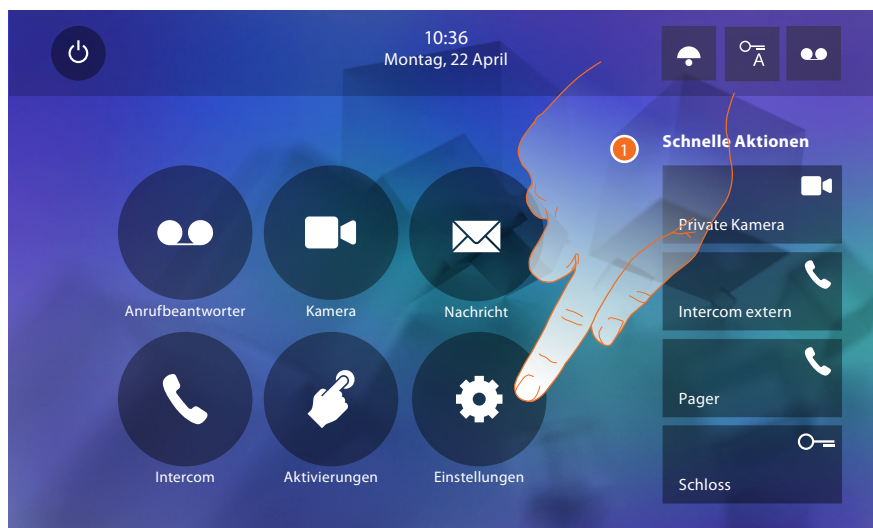 10:36
Montag, 22 April
A
1
Schnelle Aktionen
Private Kamera
Anrufbeantworter
Kamera
Nachricht
Intercom extern
Pager
Intercom
Aktivierungen
Einstellungen
Schloss